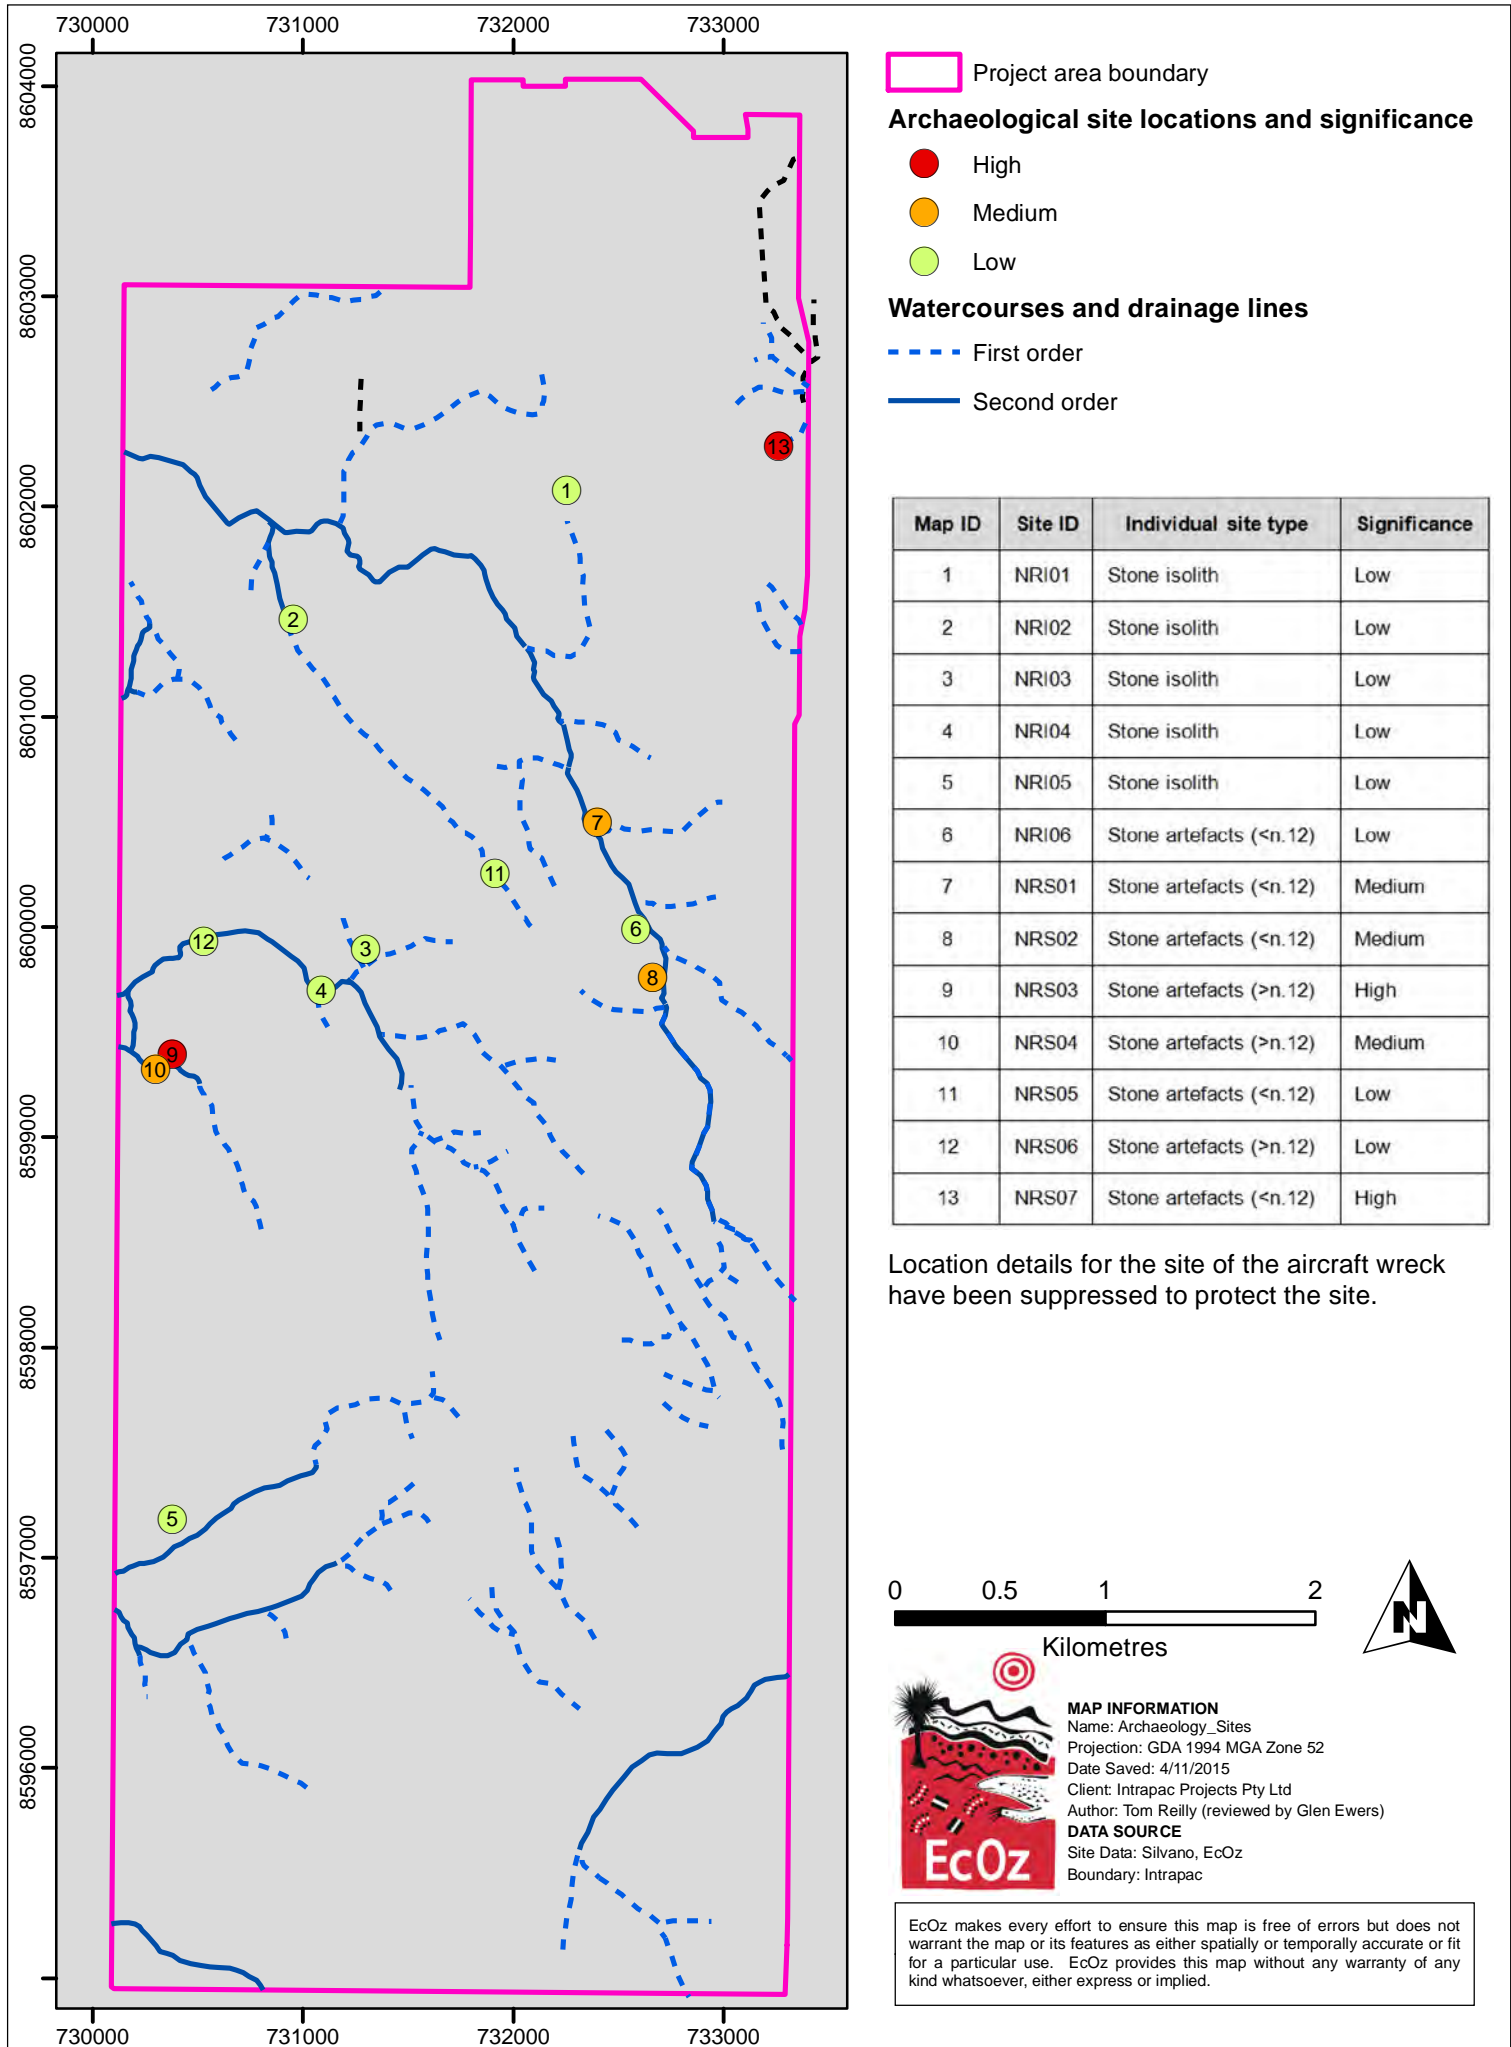 730000 731000 732000 733000
8604000
8603000
8602000
8601000
8600000
8599000
8598000
8597000
8596000
13
1
2
7
11
6
12
3
8
4
9
10
5
730000 731000 732000 733000
Project area boundary
Archaeological site locations and significance
High
Medium
Low
Watercourses and drainage lines
First order
Second order
Map ID Site ID Individual site type Significance
1 NRI01 Stone isolith Low
2 NRI02 Stone isolith Low
3 NRI03 Stone isolith Low
4 NRI04 Stone isolith Low
5 NRI05 Stone isolith Low
6 NRI06 Stone artefacts (<n.12) Low
7 NRS01 Stone artefacts (<n.12) Medium
8 NRS02 Stone artefacts (<n.12) Medium
9 NRS03 Stone artefacts (>n.12) High
10 NRS04 Stone artefacts (>n.12) Medium
11 NRS05 Stone artefacts (<n.12) Low
12 NRS06 Stone artefacts (>n.12) Low
13 NRS07 Stone artefacts (<n.12) High
Location details for the site of the aircraft wreck
have been suppressed to protect the site.
0 0.5 1 2
Kilometres
N
EcOz
MAP INFORMATION
Name: Archaeology_Sites
Projection: GDA 1994 MGA Zone 52
Date Saved: 4/11/2015
Client: Intrapac Projects Pty Ltd
Author: Tom Reilly (reviewed by Glen Ewers)
DATA SOURCE
Site Data: Silvano, EcOz
Boundary: Intrapac
EcOz makes every effort to ensure this map is free of errors but does not
warrant the map or its features as either spatially or temporally accurate or fit
for a particular use. EcOz provides this map without any warranty of any
kind whatsoever, either express or implied.